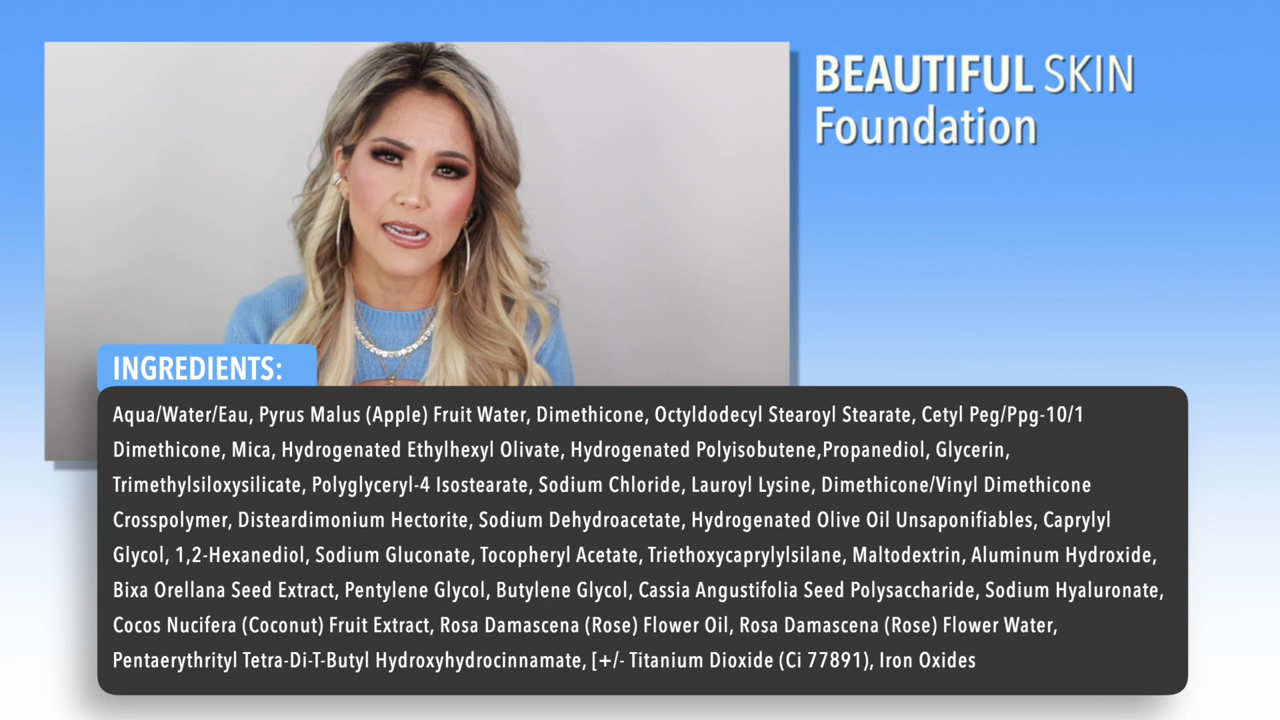 BEAUTIFUL SKIN
Foundation
INGREDIENTS:
Aqua/Water/Eau, Pyrus Malus (Apple) Fruit Water, Dimethicone, Octyldodecyl Stearoyl Stearate, Cetyl Peg/Ppg-10/1
Dimethicone, Mica, Hydrogenated Ethylhexyl Olivate, Hydrogenated Polyisobutene,Propanediol, Glycerin,
Trimethylsiloxysilicate, Polyglyceryl-4 Isostearate, Sodium Chloride, Lauroyl Lysine, Dimethicone/Vinyl Dimethicone
Crosspolymer, Disteardimonium Hectorite, Sodium Dehydroacetate, Hydrogenated Olive Oil Unsaponifiables, Caprylyl
Glycol, 1,2-Hexanediol, Sodium Gluconate, Tocopheryl Acetate, Triethoxycaprylylsilane, Maltodextrin, Aluminum Hydroxide,
Bixa Orellana Seed Extract, Pentylene Glycol, Butylene Glycol, Cassia Angustifolia Seed Polysaccharide, Sodium Hyaluronate,
Cocos Nucifera (Coconut) Fruit Extract, Rosa Damascena (Rose) Flower Oil, Rosa Damascena (Rose) Flower Water,
Pentaerythrityl Tetra-Di-T-Butyl Hydroxyhydrocinnamate, [+/- Titanium Dioxide (Ci 77891), Iron Oxides